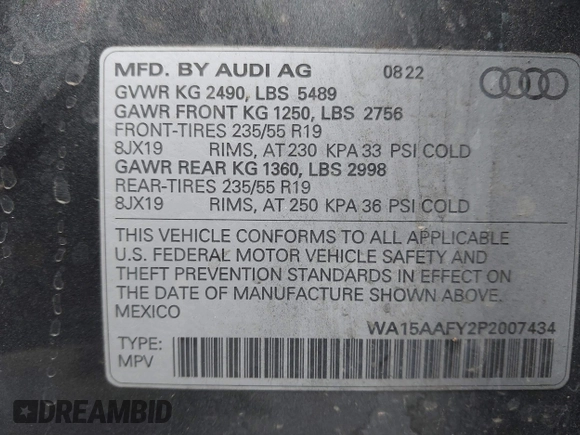 MFD. BY AUDI AG 08 22
GVWR KG 2490, LBS 5489
GAWR FRONT KG 1250, LBS 2756
FRONT-TIRES 235/55 R19
8JX19 RIMS, AT 230 KPA 33 PSI COLD
GAWR REAR KG 1360, LBS 2998
REAR-TIRES 235/55 R19
8JX19 RIMS, AT 250 KPA 36 PSI COLD
THIS VEHICLE CONFORMS TO ALL APPLICABLE
U.S. FEDERAL MOTOR VEHICLE SAFETY AND
THEFT PREVENTION STANDARDS IN EFFECT ON
THE DATE OF MANUFACTURE SHOWN ABOVE.
MEXICO
WA15AAFY2P2007434
TYPE:
MPV
DREAMBID